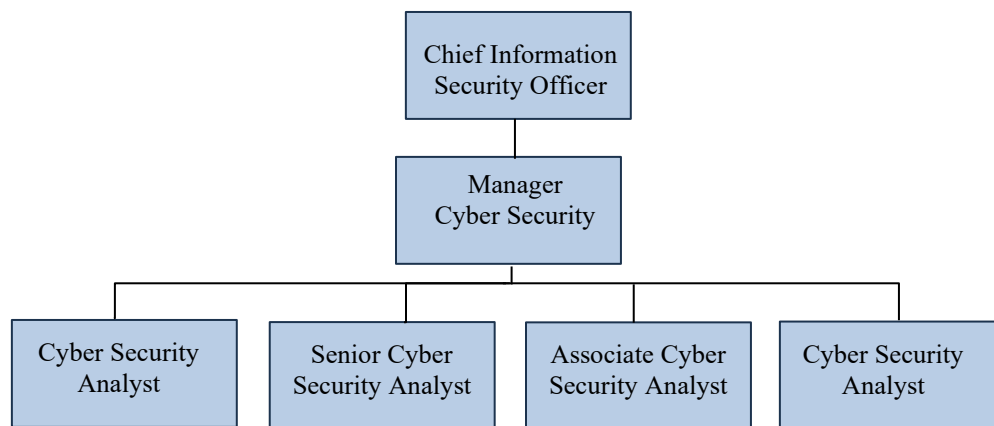 Chief Information
Security Officer
Manager
Cyber Security
Cyber Security
Analyst
Senior Cyber
Security Analyst
Associate Cyber
Security Analyst
Cyber Security
Analyst